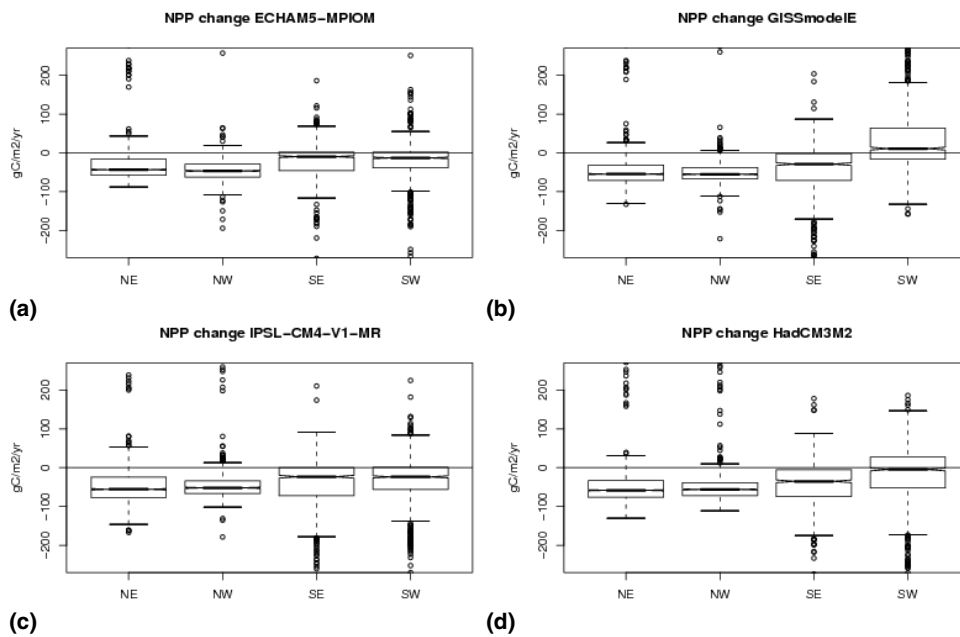 NPP change ECHAM5−MPIOM
gC/m2/yr
200
100
0
−100
−200
NE NW SE SW
(a)
NPP change GISSmodelE
gC/m2/yr
200
100
0
−100
−200
NE NW SE SW
(b)
NPP change IPSL−CM4−V1−MR
gC/m2/yr
200
100
0
−100
−200
NE NW SE SW
(c)
NPP change HadCM3M2
gC/m2/yr
200
100
0
−100
−200
NE NW SE SW
(d)